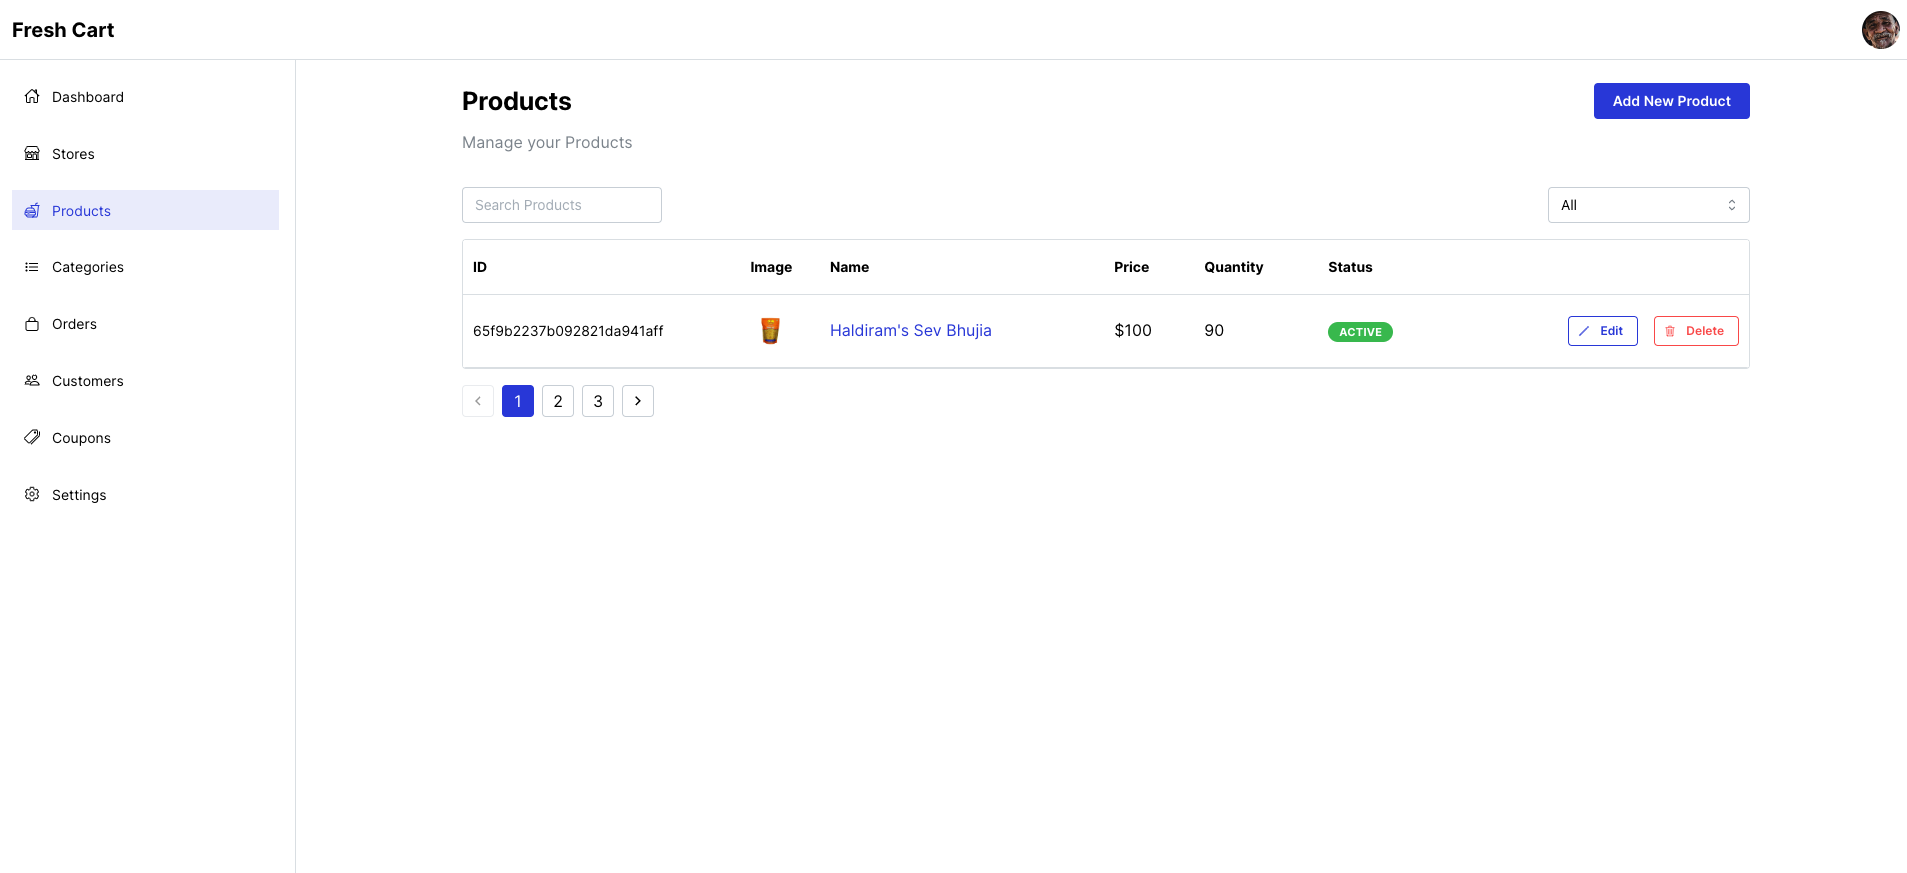 Fresh Cart
Dashboard
Stores
Products
Categories
Orders
Customers
Coupons
Settings
Products
Add New Product
Manage your Products
Search Products
All
ID Image Name Price Quantity Status
65f9b2237b092821da941aff Haldiram's Sev Bhujia $100 90 ACTIVE Edit Delete
1 2 3